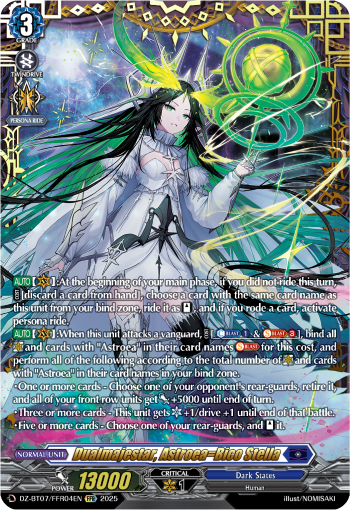 3
GRADE
TWINDRIVE
PERSONA RIDE
AUTO【】:At the beginning of your main phase, if you did not ride this turn,
[discard a card from hand], choose a card with the same card name as
this unit from your bind zone, ride it as, and if you rode a card, activate
persona ride.
AUTO【】:When this unit attacks a vanguard, [C BLAST 1 & S BLAST 3], bind all
and cards with "Astroea" in their card names S BLAST for this cost, and
perform all of the following according to the total number of and cards
with "Astroea" in their card names in your bind zone.
·One or more cards - Choose one of your opponent's rear-guards, retire it,
and all of your front row units get +5000 until end of turn.
·Three or more cards - This unit gets +1/drive +1 until end of that battle.
·Five or more cards - Choose one of your rear-guards, and it.
NORMAL UNIT
Dualmajestar, Astroea=Bico Stella
POWER 13000
CRITICAL
1
Dark States
Human
DZ-BT07/FFR04EN FFR 2025
illust/NOMISAKI